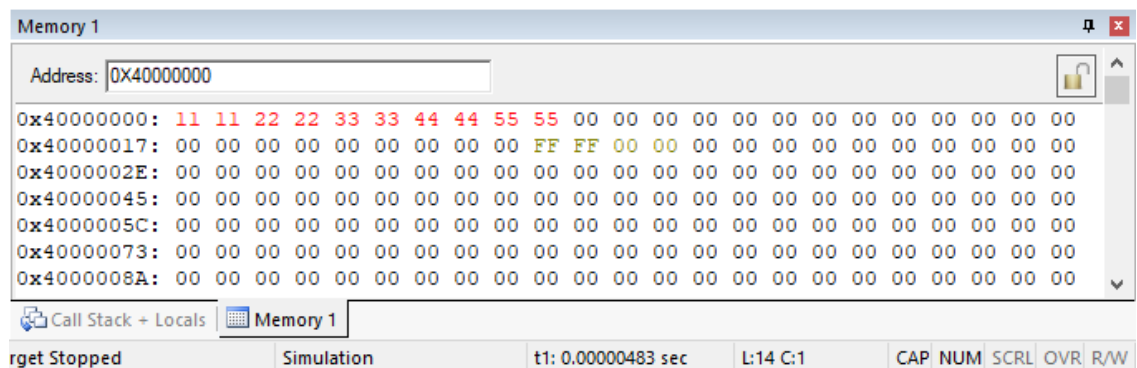 Memory 1
Address: 0X40000000
0x40000000: 11 11 22 22 33 33 44 44 55 55 00 00 00 00 00 00 00 00 00 00 00 00 00
0x40000017: 00 00 00 00 00 00 00 00 00 FF FF 00 00 00 00 00 00 00 00 00 00 00 00
0x4000002E: 00 00 00 00 00 00 00 00 00 00 00 00 00 00 00 00 00 00 00 00 00 00 00
0x40000045: 00 00 00 00 00 00 00 00 00 00 00 00 00 00 00 00 00 00 00 00 00 00 00
0x4000005C: 00 00 00 00 00 00 00 00 00 00 00 00 00 00 00 00 00 00 00 00 00 00 00
0x40000073: 00 00 00 00 00 00 00 00 00 00 00 00 00 00 00 00 00 00 00 00 00 00 00
0x4000008A: 00 00 00 00 00 00 00 00 00 00 00 00 00 00 00 00 00 00 00 00 00 00 00
Call Stack + Locals Memory 1
rget Stopped Simulation t1: 0.00000483 sec L:14 C:1 CAP NUM SCRL OVR R/W